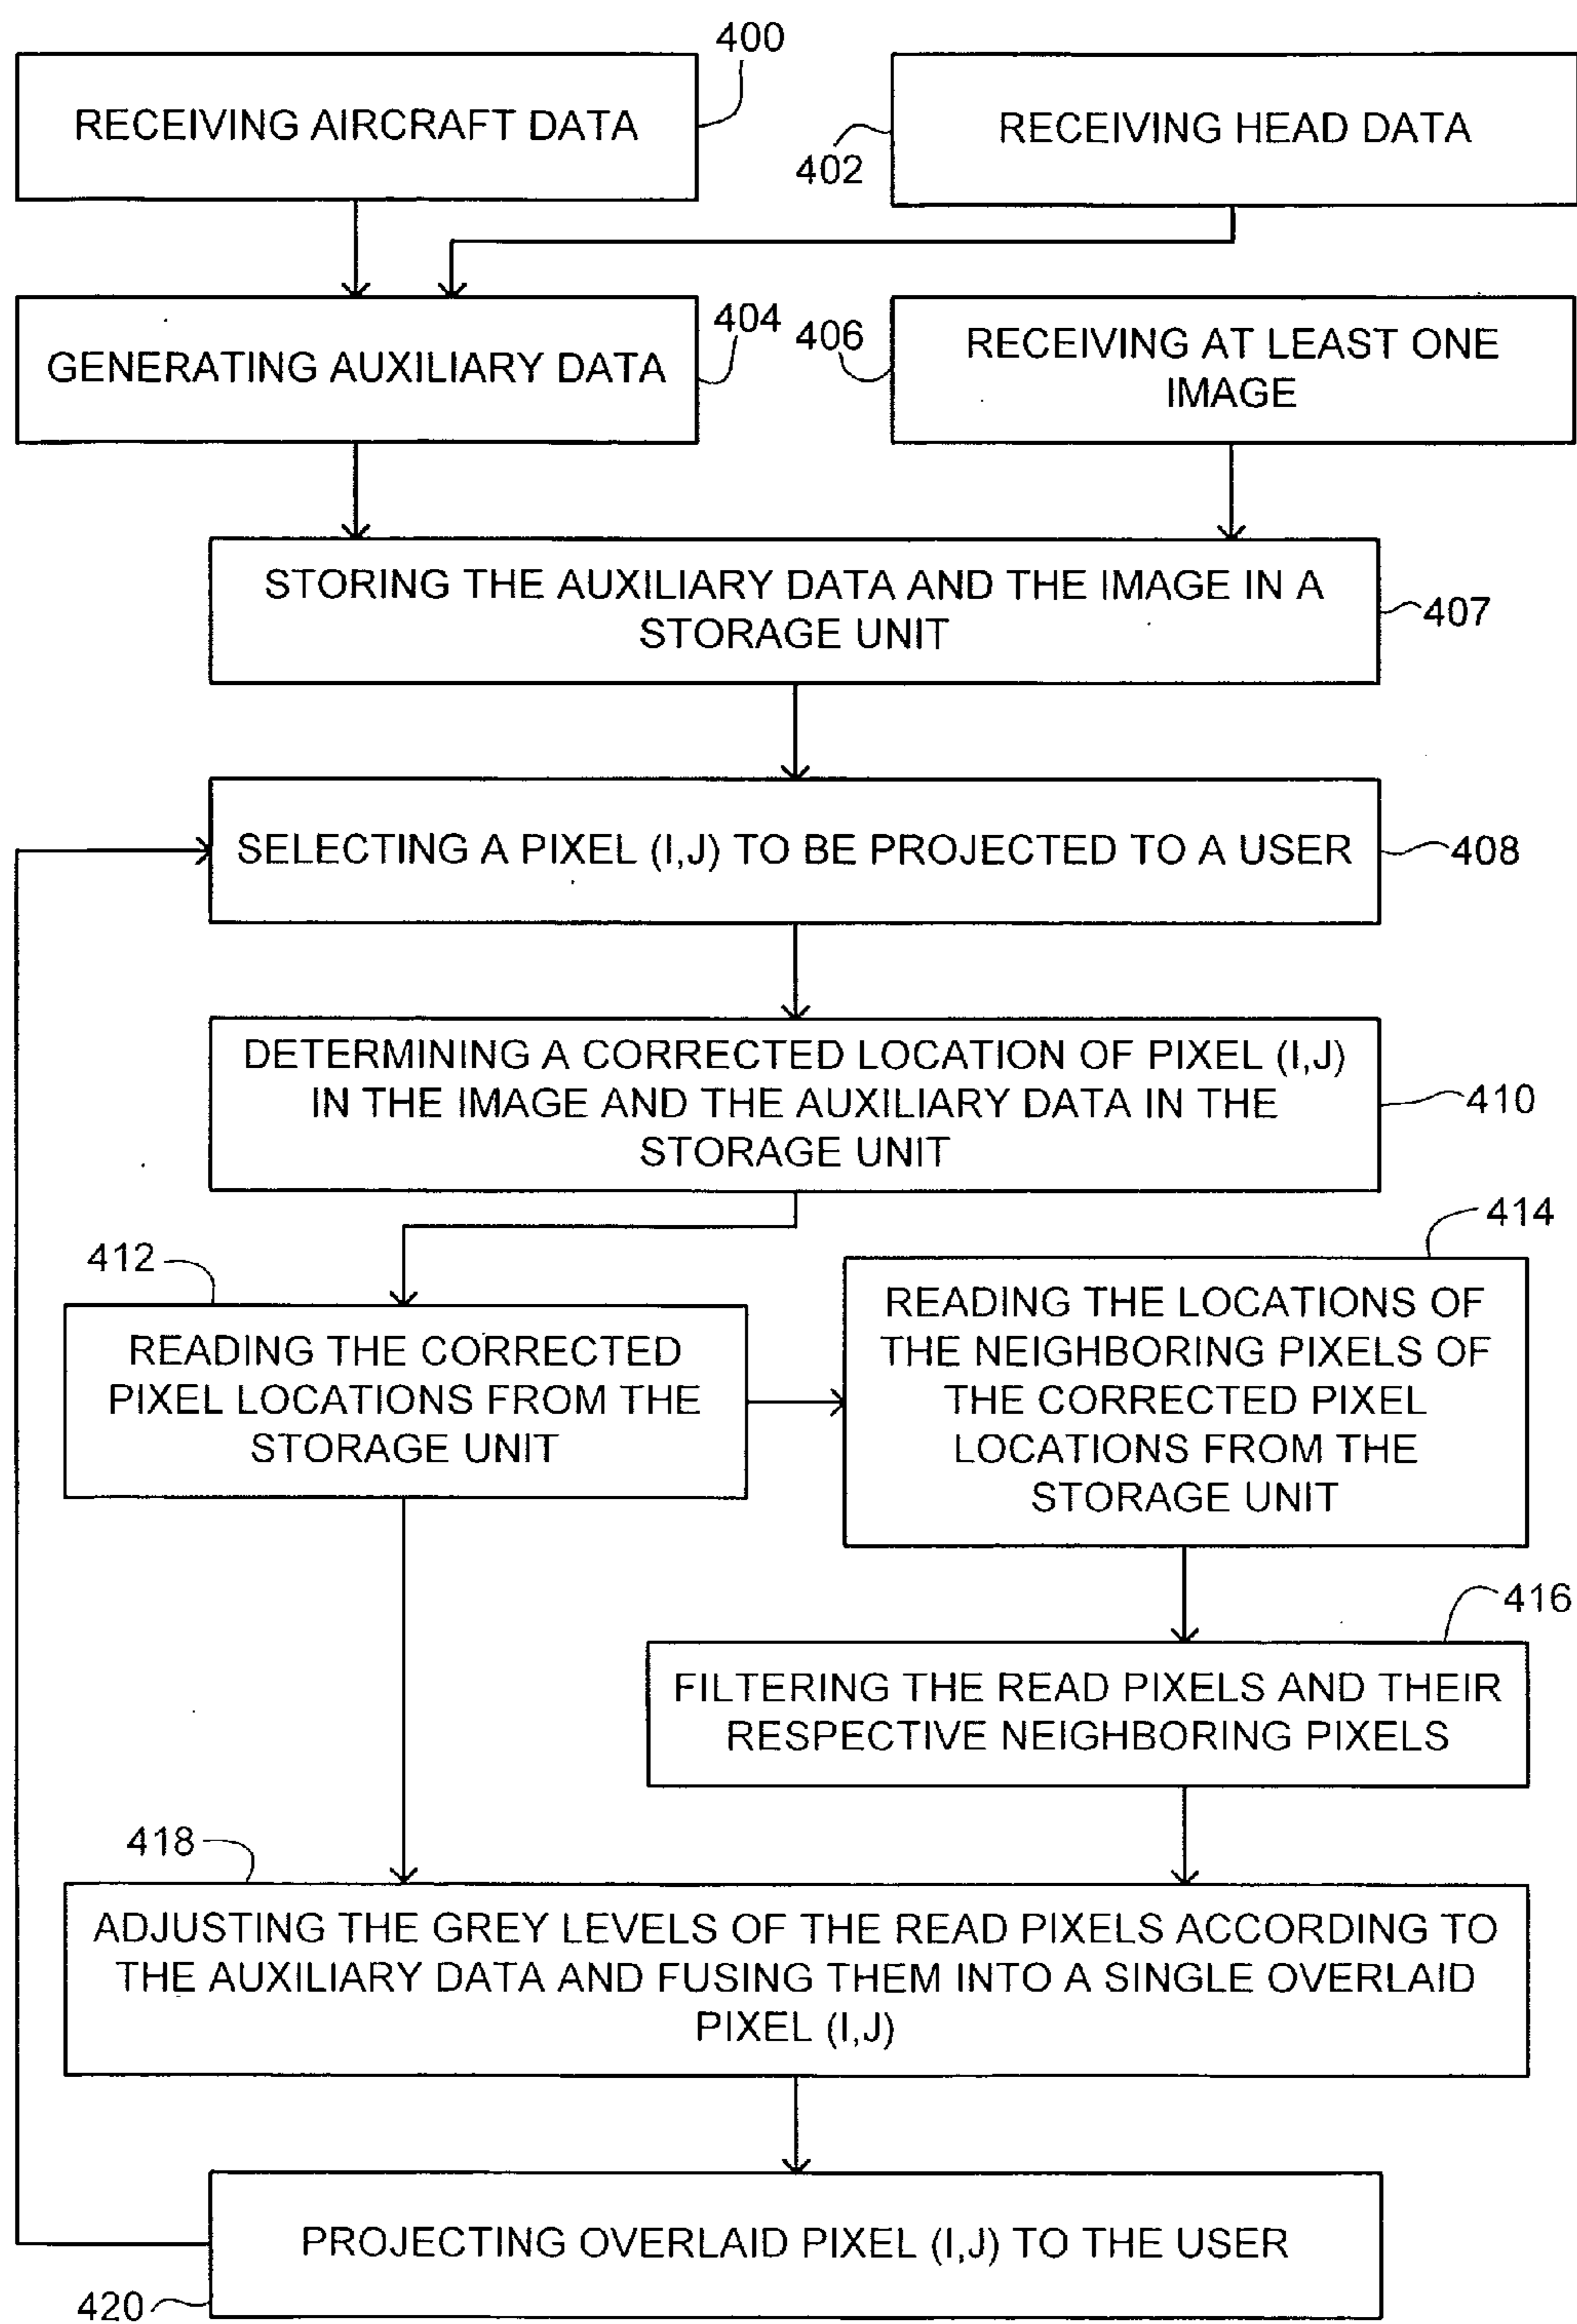 400
RECEIVING AIRCRAFT DATA
402
RECEIVING HEAD DATA
GENERATING AUXILIARY DATA
404
406
RECEIVING AT LEAST ONE
IMAGE
STORING THE AUXILIARY DATA AND THE IMAGE IN A
STORAGE UNIT
407
SELECTING A PIXEL (I,J) TO BE PROJECTED TO A USER
408
DETERMINING A CORRECTED LOCATION OF PIXEL (I,J)
IN THE IMAGE AND THE AUXILIARY DATA IN THE
STORAGE UNIT
410
412
READING THE CORRECTED
PIXEL LOCATIONS FROM THE
STORAGE UNIT
414
READING THE LOCATIONS OF
THE NEIGHBORING PIXELS OF
THE CORRECTED PIXEL
LOCATIONS FROM THE
STORAGE UNIT
416
FILTERING THE READ PIXELS AND THEIR
RESPECTIVE NEIGHBORING PIXELS
418
ADJUSTING THE GREY LEVELS OF THE READ PIXELS ACCORDING TO
THE AUXILIARY DATA AND FUSING THEM INTO A SINGLE OVERLAID
PIXEL (I,J)
PROJECTING OVERLAID PIXEL (I,J) TO THE USER
420